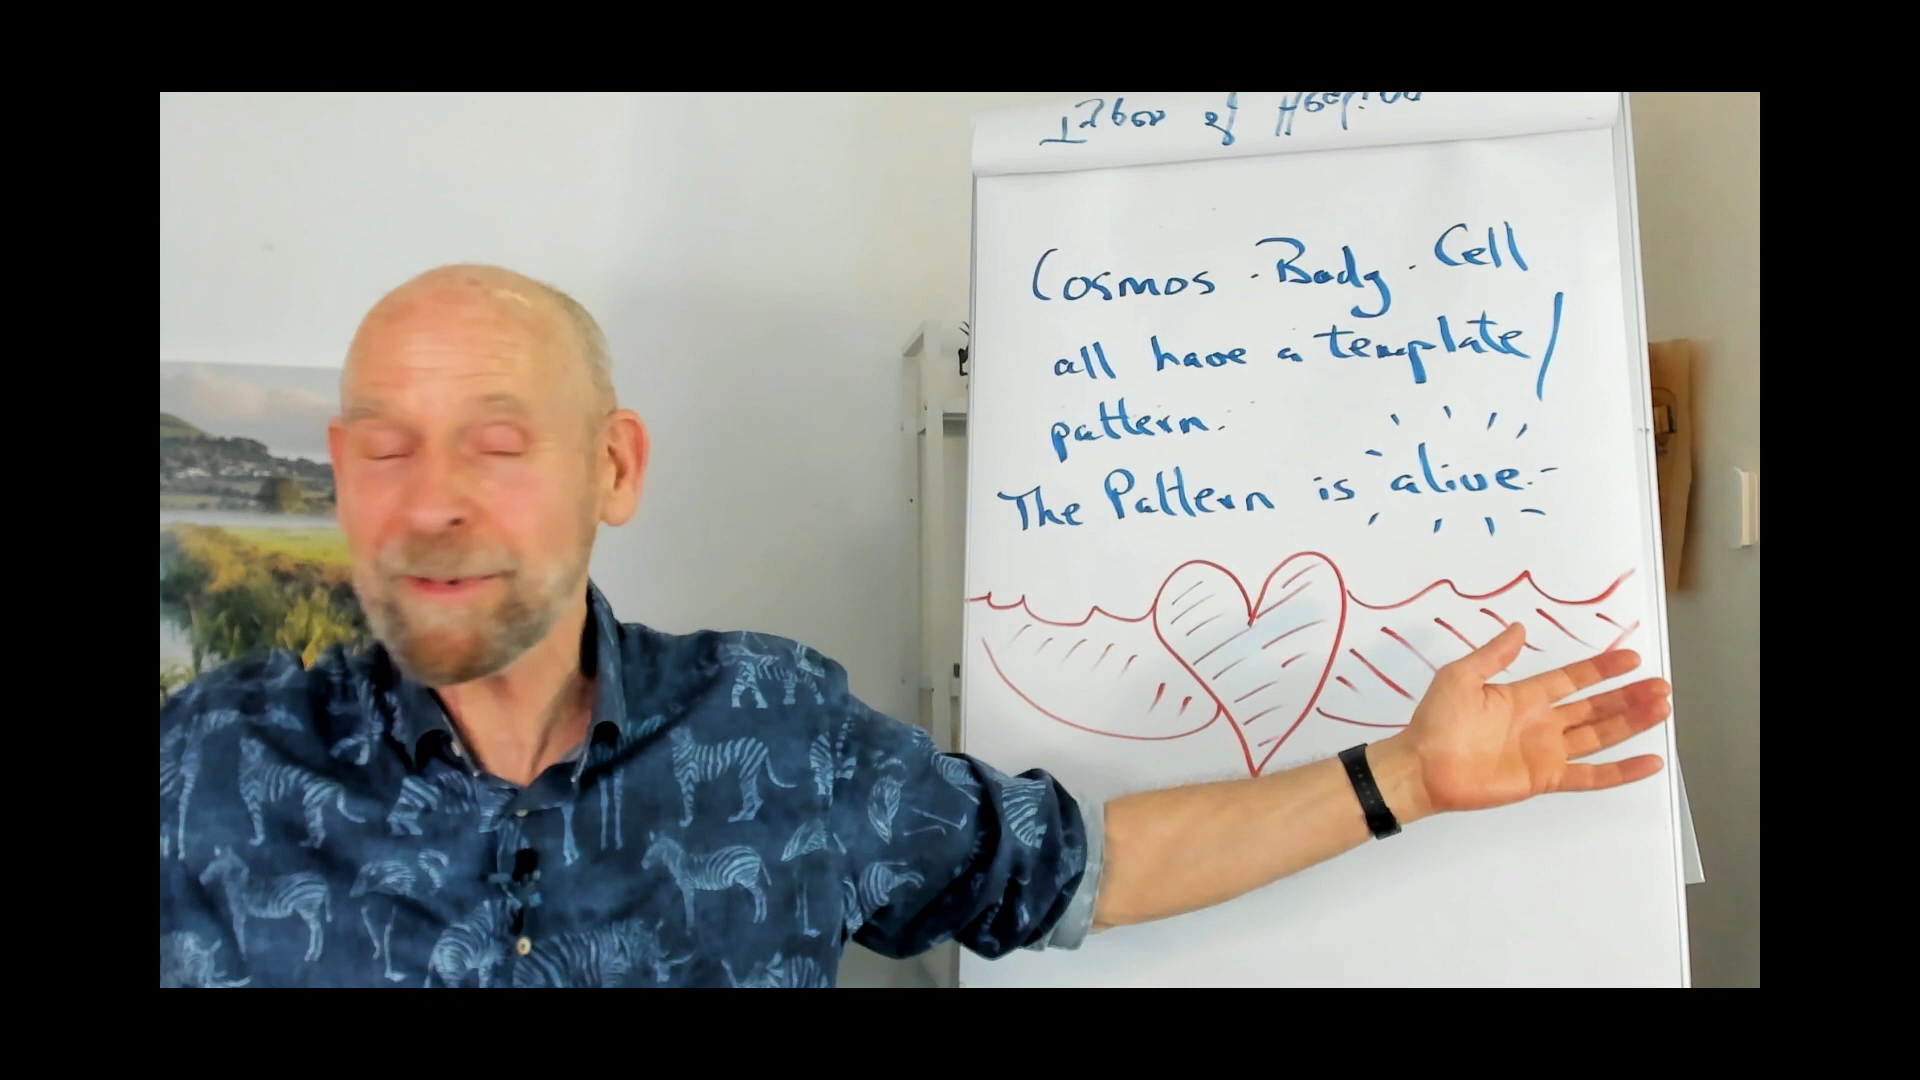 Cosmos · Body · Cell
all have a template/
pattern.
The Pattern is alive.